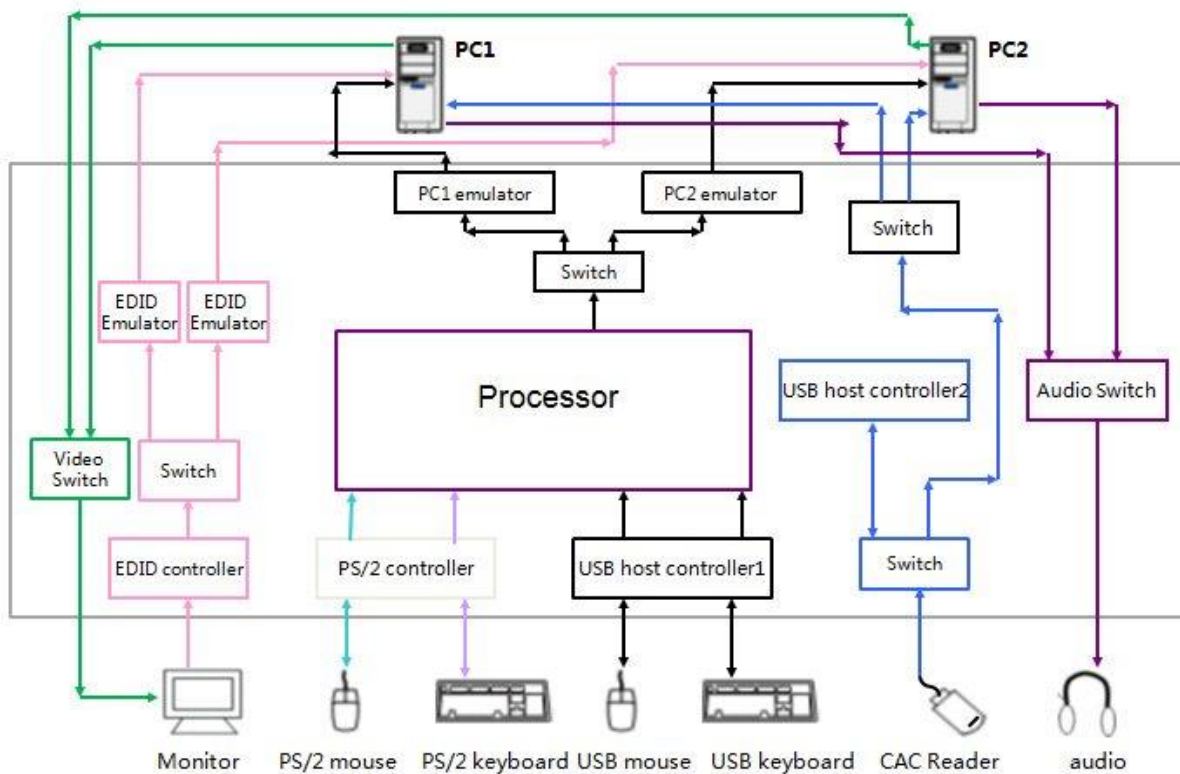 PC1
PC2
PC1 emulator
PC2 emulator
Switch
Switch
EDID
Emulator
EDID
Emulator
Processor
USB host controller2
Audio Switch
Video
Switch
Switch
EDID controller
PS/2 controller
USB host controller1
Switch
Monitor
PS/2 mouse
PS/2 keyboard
USB mouse
USB keyboard
CAC Reader
audio